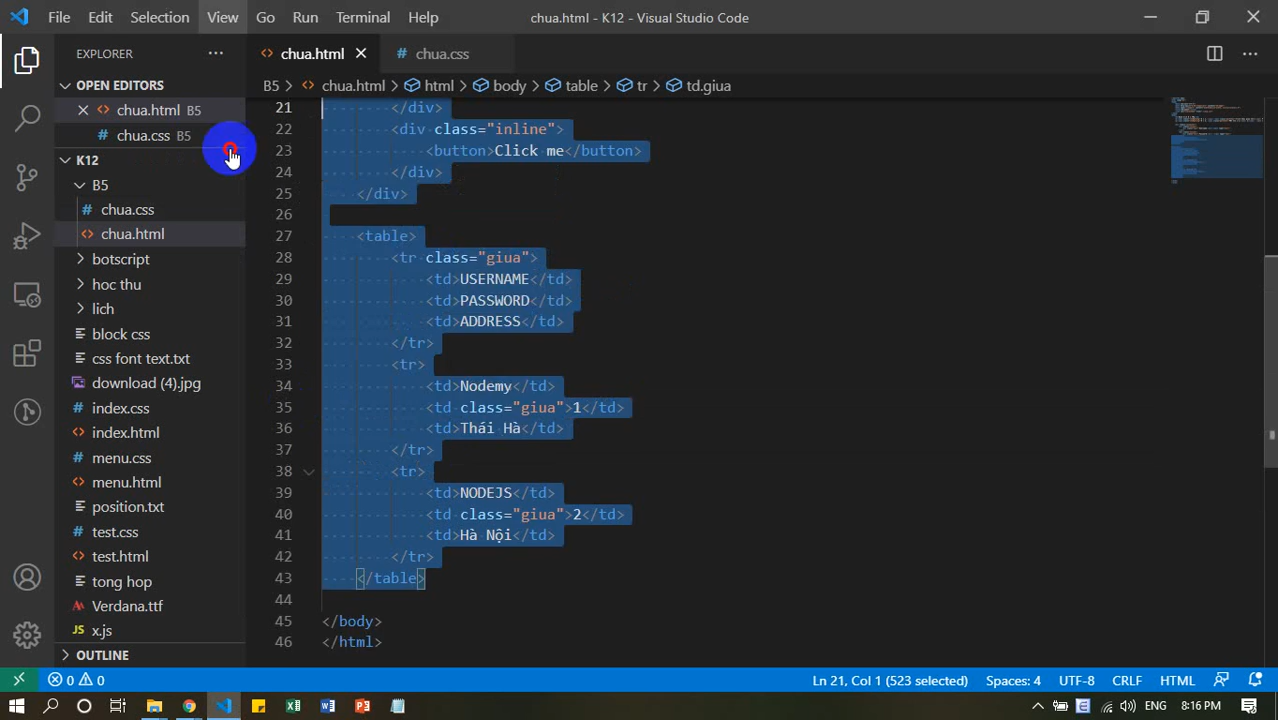 File Edit Selection View Go Run Terminal Help chua.html - K12 - Visual Studio Code
EXPLORER
chua.html
# chua.css
OPEN EDITORS
B5 > chua.html > html > body > table > tr > td.giua
chua.html B5
# chua.css B5
K12
B5
# chua.css
chua.html
botscript
hoc thu
lich
block css
css font text.txt
download (4).jpg
# index.css
index.html
# menu.css
menu.html
position.txt
# test.css
test.html
tong hop
Verdana.ttf
JS x.js
OUTLINE
21 </div>
22 <div class="inline">
23 <button>Click me</button>
24 </div>
25 </div>
26
27 <table>
28 <tr class="giua">
29 <td>USERNAME</td>
30 <td>PASSWORD</td>
31 <td>ADDRESS</td>
32 </tr>
33 <tr>
34 <td>Nodemy</td>
35 <td class="giua">1</td>
36 <td>Thái Hà</td>
37 </tr>
38 <tr>
39 <td>NODEJS</td>
40 <td class="giua">2</td>
41 <td>Hà Nội</td>
42 </tr>
43 </table>
44
45 </body>
46 </html>
0 0 Ln 21, Col 1 (523 selected) Spaces: 4 UTF-8 CRLF HTML
ENG 8:16 PM